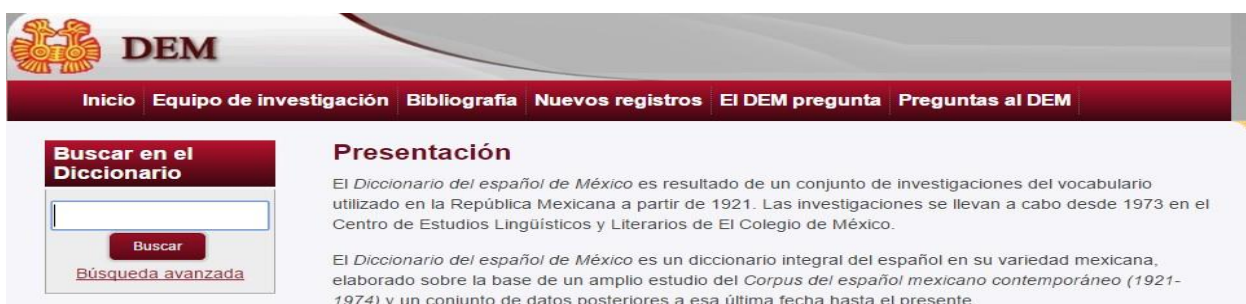 DEM
Inicio Equipo de investigación Bibliografía Nuevos registros El DEM pregunta Preguntas al DEM
Buscar en el
Diccionario
Buscar
Búsqueda avanzada
Presentación
El Diccionario del español de México es resultado de un conjunto de investigaciones del vocabulario
utilizado en la República Mexicana a partir de 1921. Las investigaciones se llevan a cabo desde 1973 en el
Centro de Estudios Lingüísticos y Literarios de El Colegio de México.
El Diccionario del español de México es un diccionario integral del español en su variedad mexicana,
elaborado sobre la base de un amplio estudio del Corpus del español mexicano contemporáneo (1921-
1974) y un conjunto de datos posteriores a esa última fecha hasta el presente.